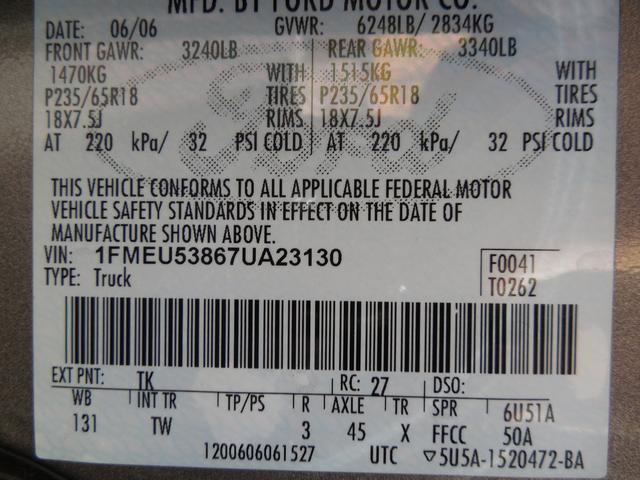 MFD. BY FORD MOTOR CO.
DATE: 06/06 GVWR: 6248LB/ 2834KG
FRONT GAWR: 3240LB REAR GAWR: 3340LB
1470KG WITH 1515KG WITH
P235/65R18 TIRES P235/65R18 TIRES
18X7.5J RIMS 18X7.5J RIMS
AT 220 kPa/ 32 PSI COLD AT 220 kPa/ 32 PSI COLD
Ford
THIS VEHICLE CONFORMS TO ALL APPLICABLE FEDERAL MOTOR
VEHICLE SAFETY STANDARDS IN EFFECT ON THE DATE OF
MANUFACTURE SHOWN ABOVE.
VIN: 1FMEU53867UA23130 F0041
TYPE: Truck T0262
EXT PNT: TK RC: 27 DSO:
WB INT TR TP/PS R AXLE TR SPR 6U51A
131 TW 3 45 X FFCC 50A
1200606061527 UTC ▽5U5A-1520472-BA